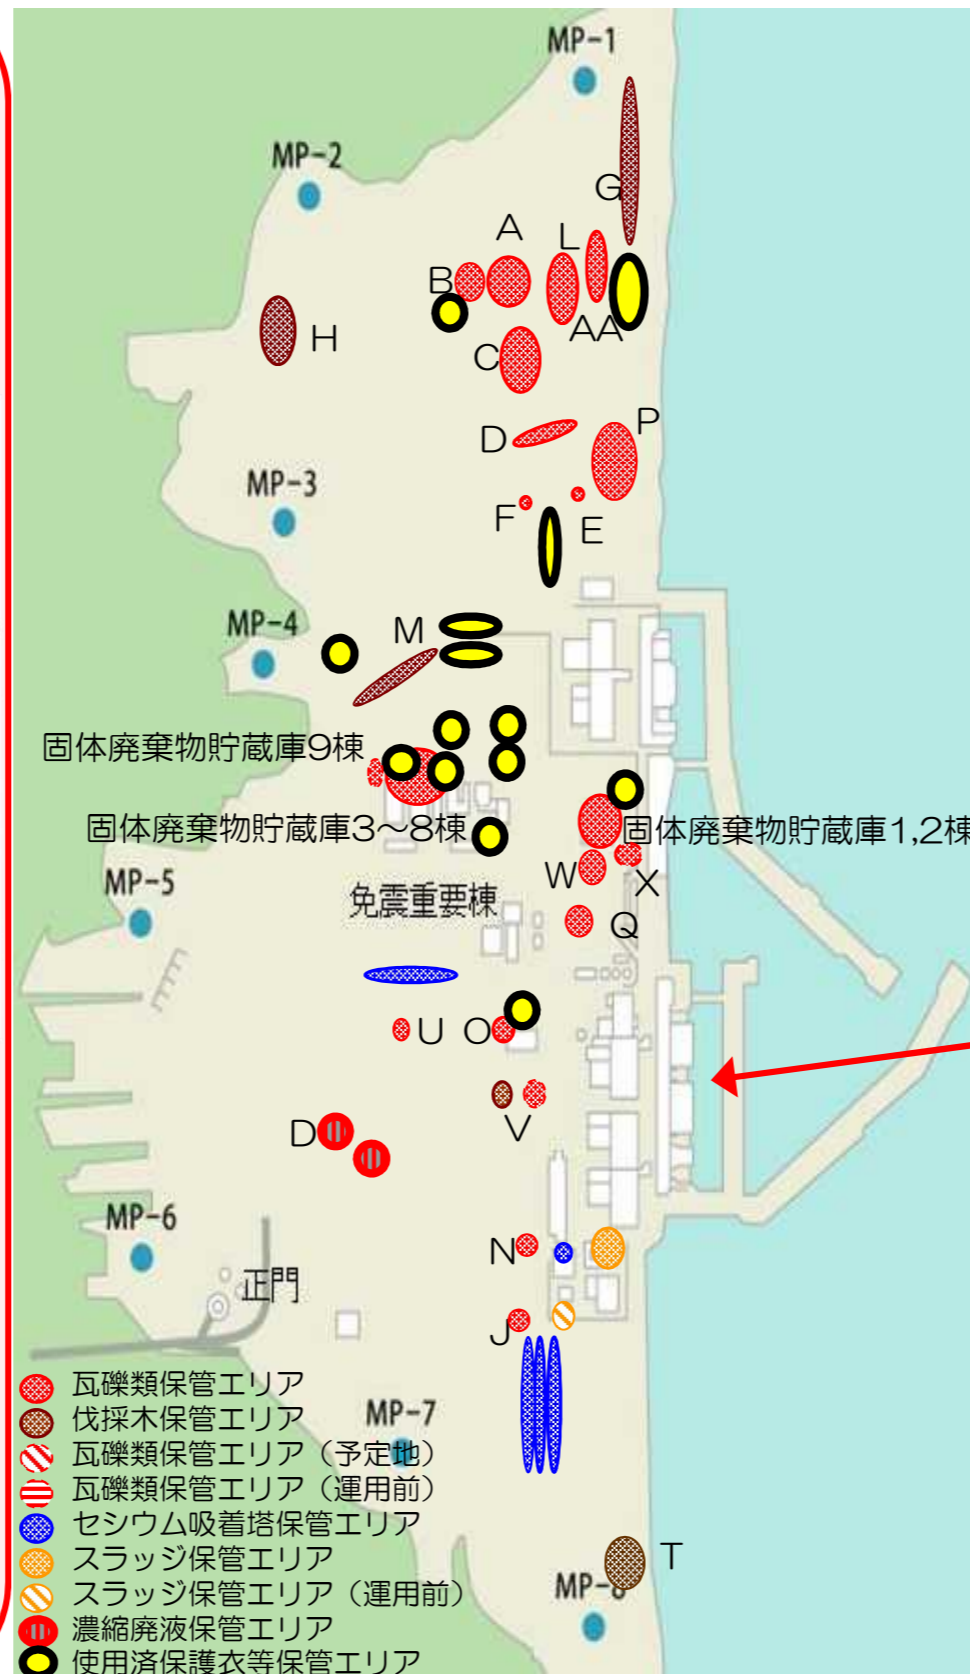 MP-1
MP-2
G
A
L
B
AA
H
C
P
D
MP-3
F
E
MP-4
M
固体廃棄物貯蔵庫9棟
固体廃棄物貯蔵庫3～8棟
固体廃棄物貯蔵庫1,2棟
W
X
MP-5
免震重要棟
Q
U
O
V
D
MP-6
N
正門
J
瓦礫類保管エリア
伐採木保管エリア
MP-7
瓦礫類保管エリア（予定地）
瓦礫類保管エリア（運用前）
セシウム吸着塔保管エリア
スラッジ保管エリア
T
スラッジ保管エリア（運用前）
MP-8
濃縮廃液保管エリア
使用済保護衣等保管エリア